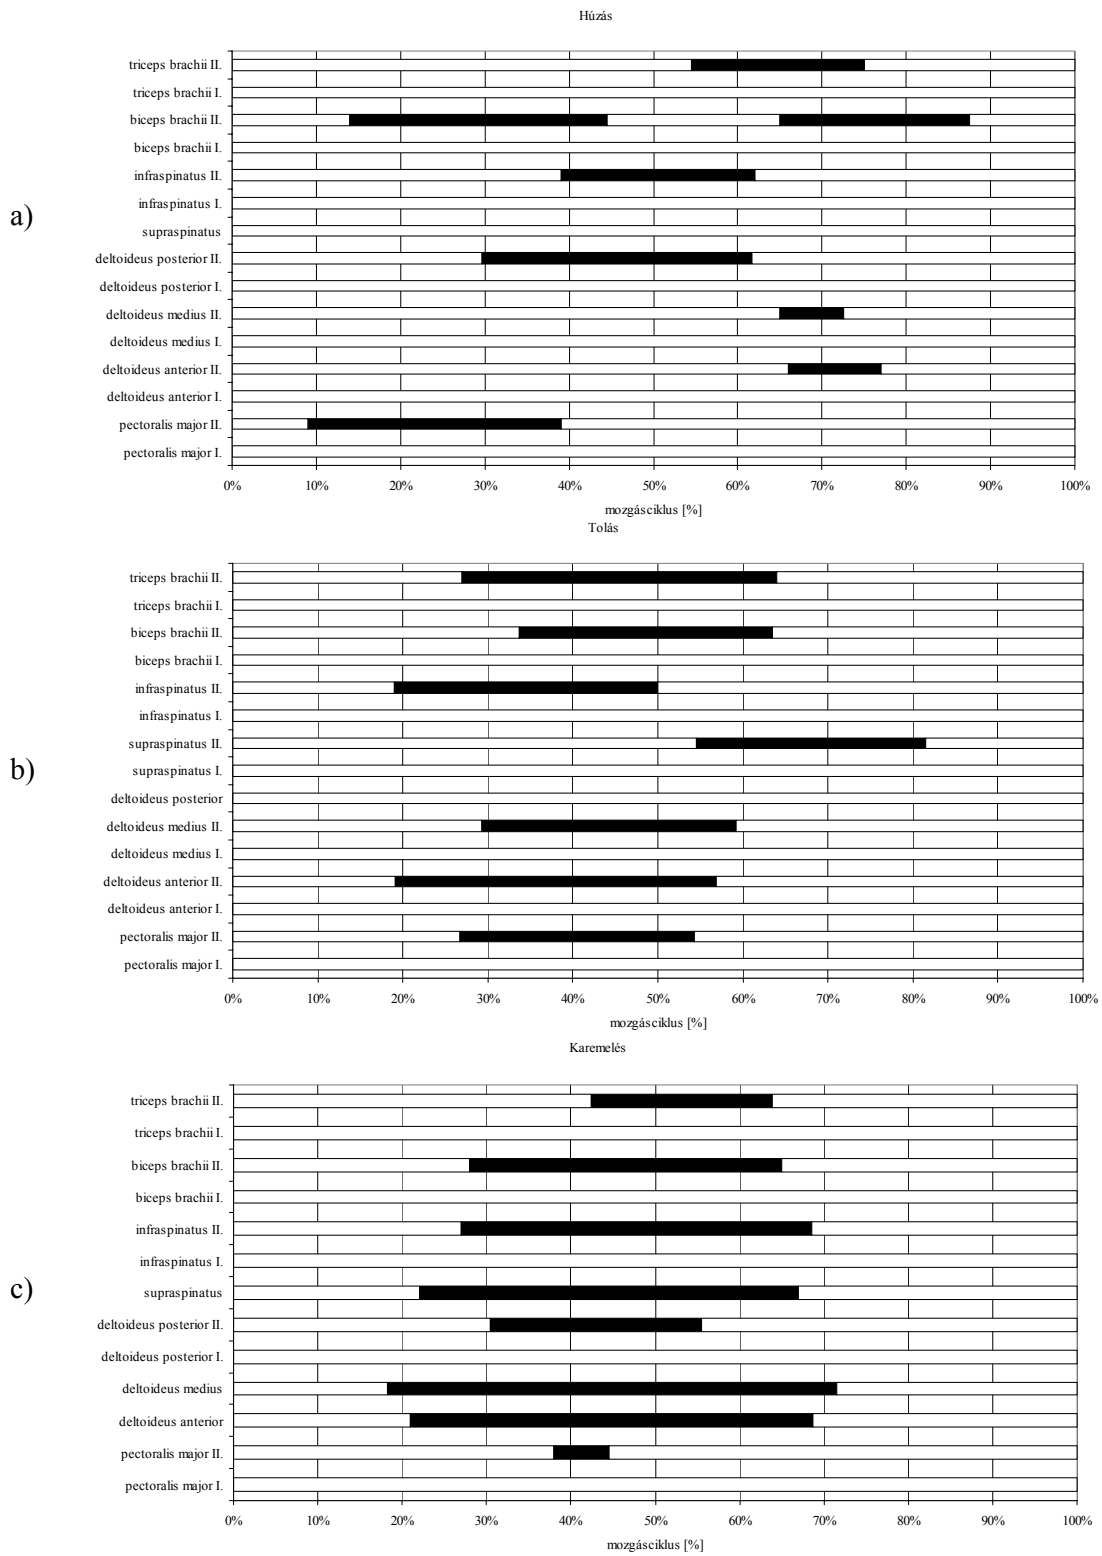 Húzás
a)
triceps brachii II.
triceps brachii I.
biceps brachii II.
biceps brachii I.
infraspinatus II.
infraspinatus I.
supraspinatus
deltoideus posterior II.
deltoideus posterior I.
deltoideus medius II.
deltoideus medius I.
deltoideus anterior II.
deltoideus anterior I.
pectoralis major II.
pectoralis major I.
0% 10% 20% 30% 40% 50% 60% 70% 80% 90% 100%
mozgásciklus [%]
Tolás
b)
triceps brachii II.
triceps brachii I.
biceps brachii II.
biceps brachii I.
infraspinatus II.
infraspinatus I.
supraspinatus II.
supraspinatus I.
deltoideus posterior
deltoideus medius II.
deltoideus medius I.
deltoideus anterior II.
deltoideus anterior I.
pectoralis major II.
pectoralis major I.
0% 10% 20% 30% 40% 50% 60% 70% 80% 90% 100%
mozgásciklus [%]
Karemelés
c)
triceps brachii II.
triceps brachii I.
biceps brachii II.
biceps brachii I.
infraspinatus II.
infraspinatus I.
supraspinatus
deltoideus posterior II.
deltoideus posterior I.
deltoideus medius
deltoideus anterior
pectoralis major II.
pectoralis major I.
0% 10% 20% 30% 40% 50% 60% 70% 80% 90% 100%
mozgásciklus [%]